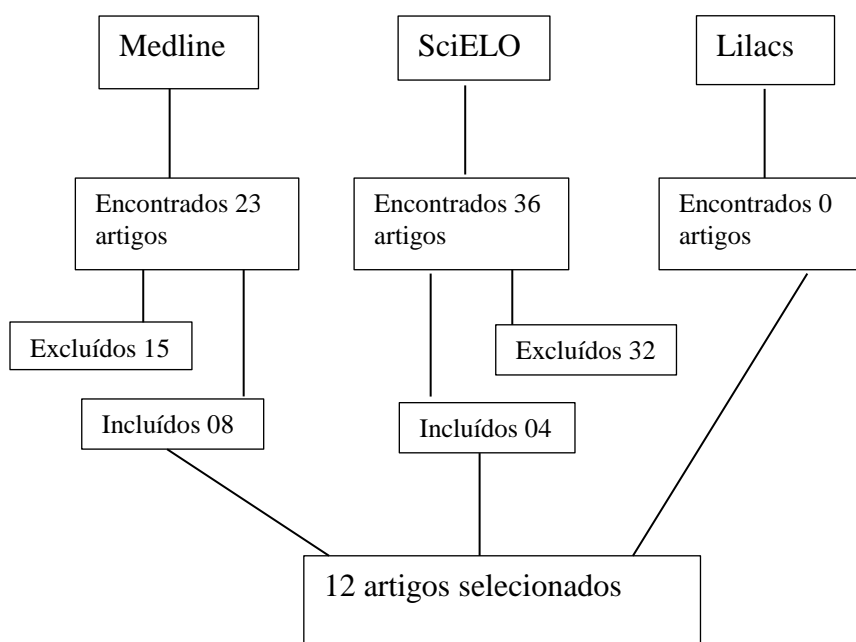 Medline
SciELO
Lilacs
Encontrados 23
artigos
Encontrados 36
artigos
Encontrados 0
artigos
Excluídos 15
Excluídos 32
Incluídos 08
Incluídos 04
12 artigos selecionados